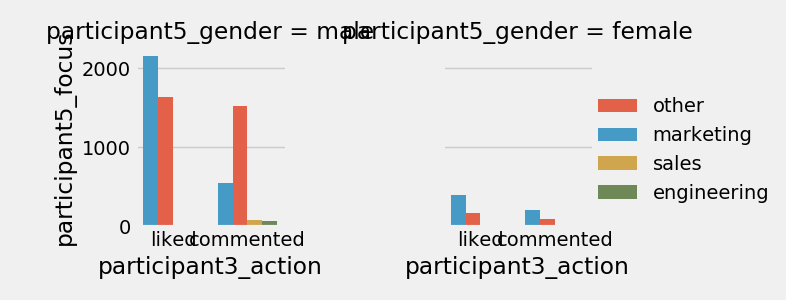 participant5_gender = male
participant5_gender = female
participant5_focus
2000
1000
0
liked
commented
liked
commented
participant3_action
participant3_action
other
marketing
sales
engineering